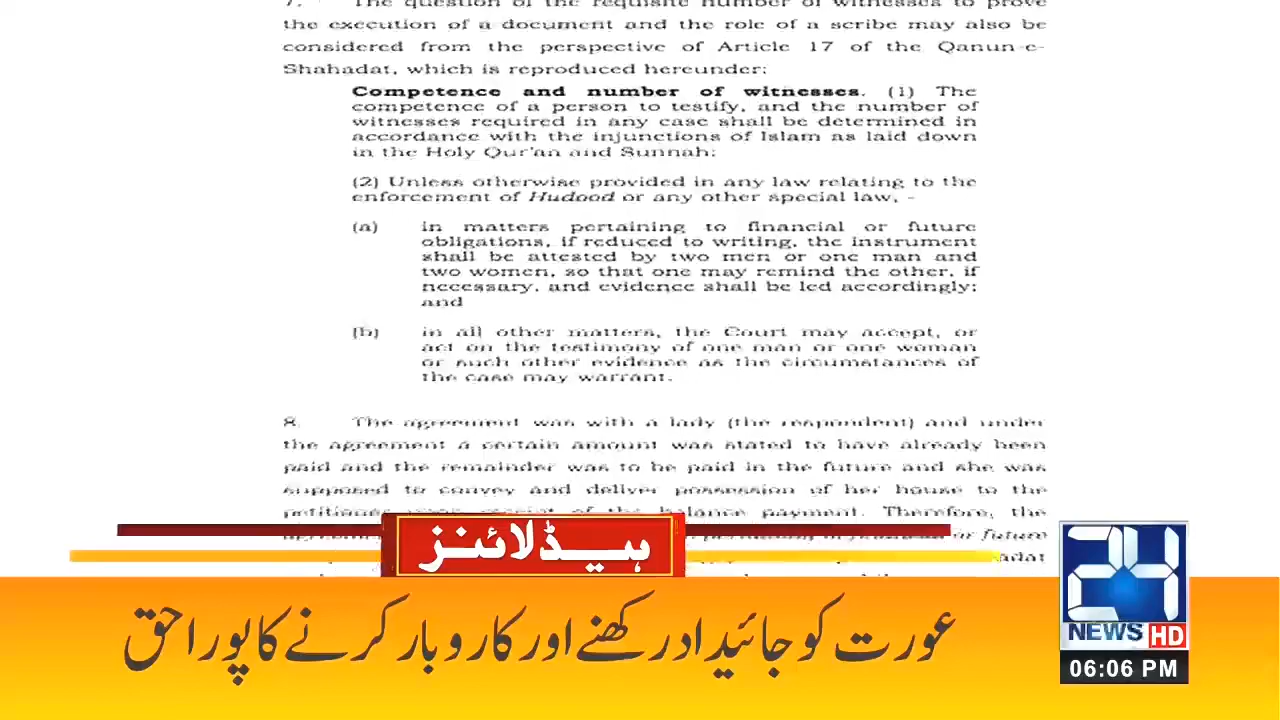 7. The question of the requisite number of witnesses to prove
the execution of a document and the role of a scribe may also be
considered from the perspective of Article 17 of the Qanun-e-
Shahadat, which is reproduced hereunder:
Competence and number of witnesses. (1) The
competence of a person to testify, and the number of
witnesses required in any case shall be determined in
accordance with the injunctions of Islam as laid down
in the Holy Qur'an and Sunnah:
(2) Unless otherwise provided in any law relating to the
enforcement of Hudood or any other special law, -
(a) in matters pertaining to financial or future
obligations, if reduced to writing, the instrument
shall be attested by two men or one man and
two women, so that one may remind the other, if
necessary, and evidence shall be led accordingly;
and
(b) in all other matters, the Court may accept, or
act on the testimony of one man or one woman
or such other evidence as the circumstances of
the case may warrant.
8. The agreement was with a lady (the respondent) and under
the agreement a certain amount was stated to have already been
paid and the remainder was to be paid in the future and she was
supposed to convey and deliver possession of her house to the
petitioner upon receipt of the balance payment. Therefore, the
or future
ہیڈلائنز
عورت کو جائیداد رکھنے اور کاروبار کرنے کا پورا حق
24
NEWS HD
06:06 PM